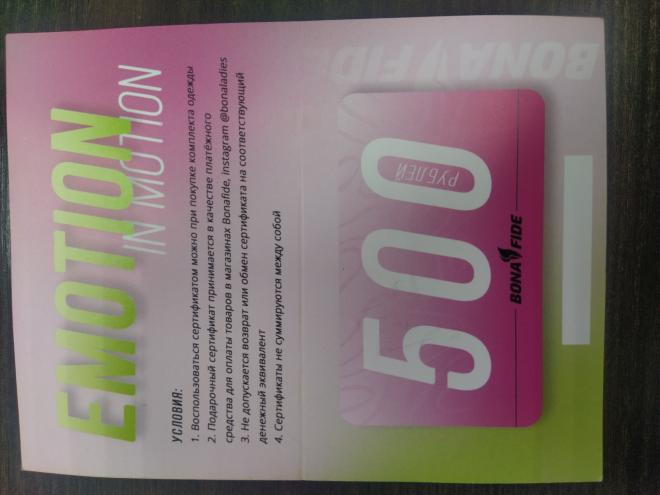 EMOTION
IN MOTION
УСЛОВИЯ:
1. Воспользоваться сертификатом можно при покупке комплекта одежды
2. Подарочный сертификат принимается в качестве платёжного
средства для оплаты товаров в магазинах Bonafide, instagram @bonaladies
3. Не допускается возврат или обмен сертификата на соответствующий
денежный эквивалент
4. Сертификаты не суммируются между собой
500
РУБЛЕЙ
BONA FIDE
BONA FIDE